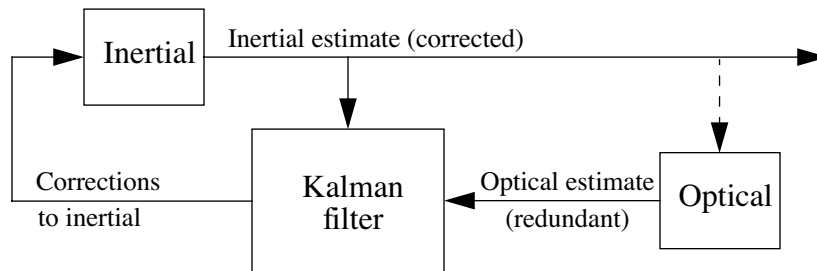 Inertial
Inertial estimate (corrected)
Corrections
to inertial
Kalman
filter
Optical estimate
(redundant)
Optical